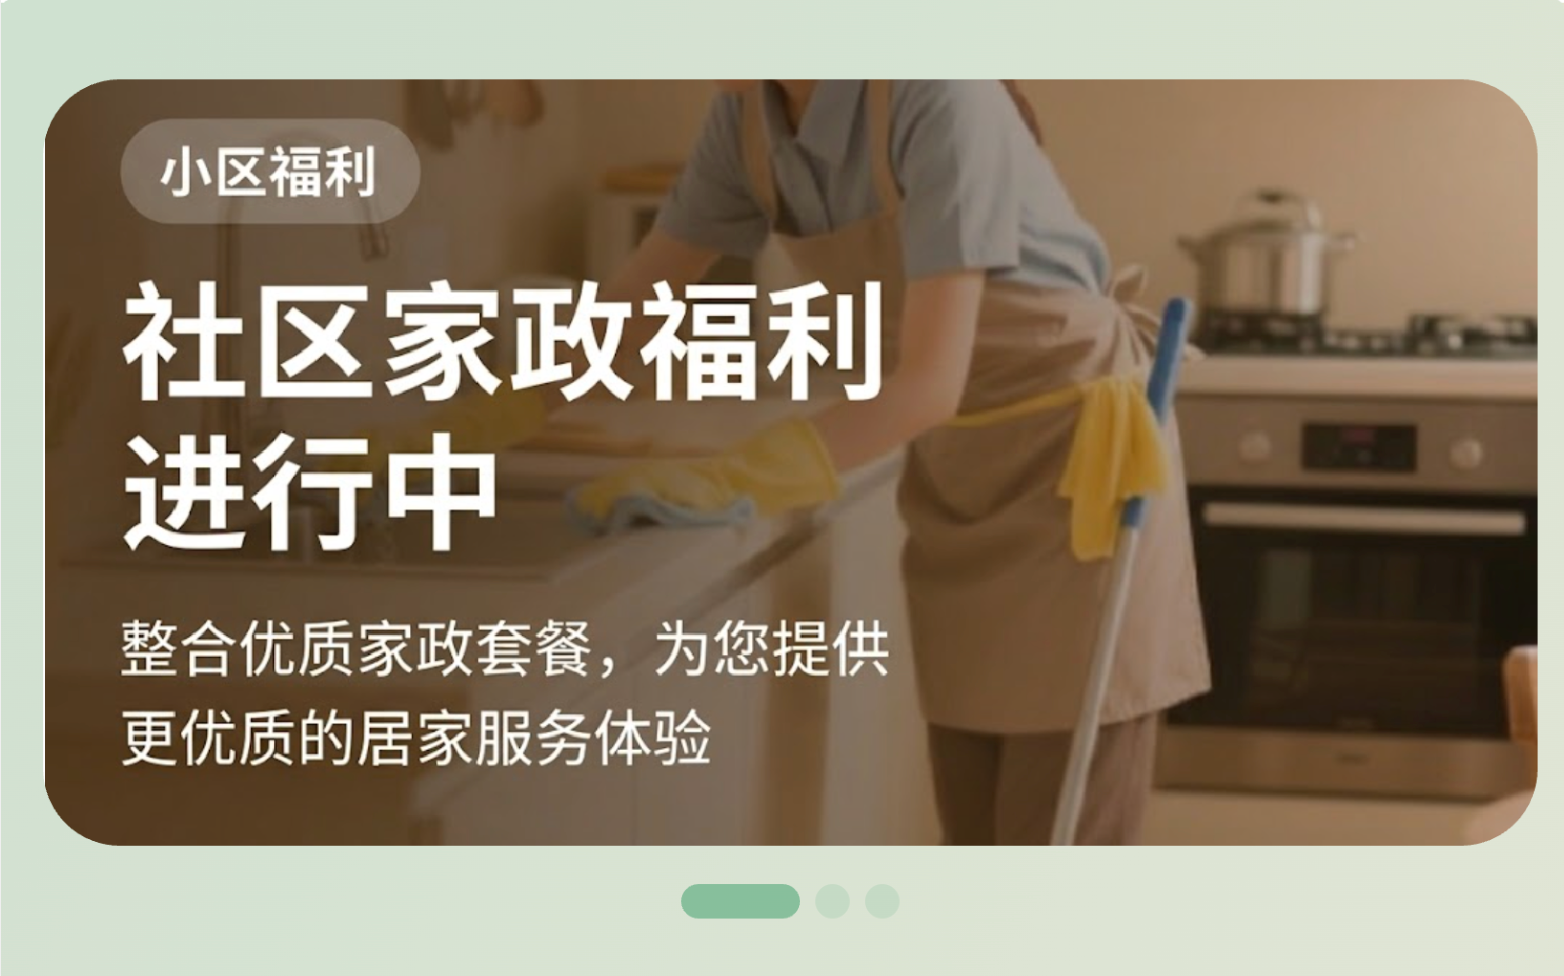 小区福利
社区家政福利
进行中
整合优质家政套餐，为您提供
更优质的居家服务体验